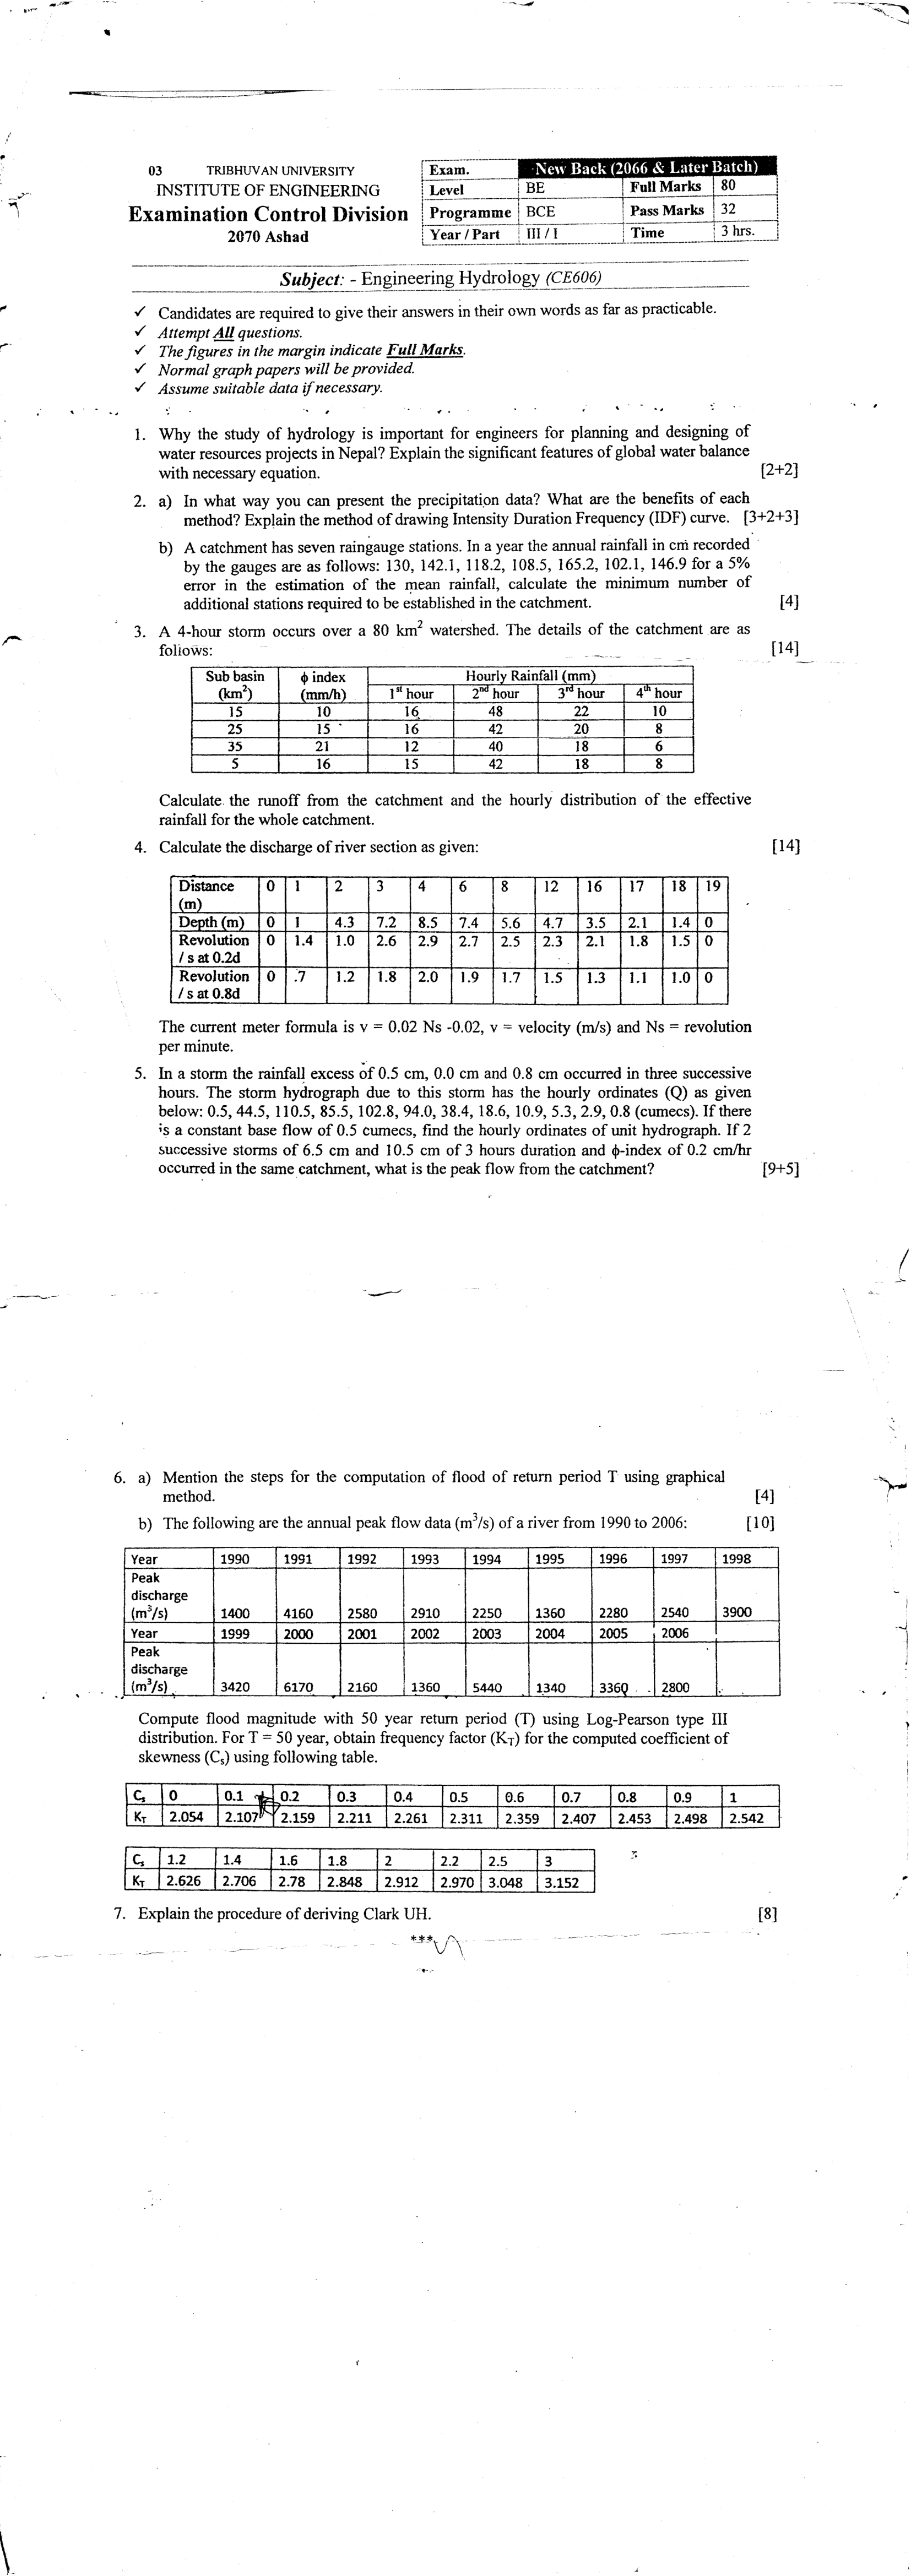 03 TRIBHUVAN UNIVERSITY
INSTITUTE OF ENGINEERING
Examination Control Division
2070 Ashad
Exam. New Back (2066 & Later Batch)
Level BE Full Marks 80
Programme BCE Pass Marks 32
Year / Part III / I Time 3 hrs.
Subject: - Engineering Hydrology (CE606)
✓ Candidates are required to give their answers in their own words as far as practicable.
✓ Attempt All questions.
✓ The figures in the margin indicate Full Marks.
✓ Normal graph papers will be provided.
✓ Assume suitable data if necessary.
1. Why the study of hydrology is important for engineers for planning and designing of
water resources projects in Nepal? Explain the significant features of global water balance
with necessary equation. [2+2]
2. a) In what way you can present the precipitation data? What are the benefits of each
method? Explain the method of drawing Intensity Duration Frequency (IDF) curve. [3+2+3]
b) A catchment has seven raingauge stations. In a year the annual rainfall in cm recorded
by the gauges are as follows: 130, 142.1, 118.2, 108.5, 165.2, 102.1, 146.9 for a 5%
error in the estimation of the mean rainfall, calculate the minimum number of
additional stations required to be established in the catchment. [4]
3. A 4-hour storm occurs over a 80 km² watershed. The details of the catchment are as
follows: [14]
Sub basin (km²) ϕ index (mm/h) Hourly Rainfall (mm)
1st hour 2nd hour 3rd hour 4th hour
15 10 16 48 22 10
25 15 16 42 20 8
35 21 12 40 18 6
5 16 15 42 18 8
Calculate the runoff from the catchment and the hourly distribution of the effective
rainfall for the whole catchment.
4. Calculate the discharge of river section as given: [14]
Distance (m) 0 1 2 3 4 6 8 12 16 17 18 19
Depth (m) 0 1 4.3 7.2 8.5 7.4 5.6 4.7 3.5 2.1 1.4 0
Revolution / s at 0.2d 0 1.4 1.0 2.6 2.9 2.7 2.5 2.3 2.1 1.8 1.5 0
Revolution / s at 0.8d 0 .7 1.2 1.8 2.0 1.9 1.7 1.5 1.3 1.1 1.0 0
The current meter formula is v = 0.02 Ns -0.02, v = velocity (m/s) and Ns = revolution
per minute.
5. In a storm the rainfall excess of 0.5 cm, 0.0 cm and 0.8 cm occurred in three successive
hours. The storm hydrograph due to this storm has the hourly ordinates (Q) as given
below: 0.5, 44.5, 110.5, 85.5, 102.8, 94.0, 38.4, 18.6, 10.9, 5.3, 2.9, 0.8 (cumecs). If there
is a constant base flow of 0.5 cumecs, find the hourly ordinates of unit hydrograph. If 2
successive storms of 6.5 cm and 10.5 cm of 3 hours duration and ϕ-index of 0.2 cm/hr
occurred in the same catchment, what is the peak flow from the catchment? [9+5]
6. a) Mention the steps for the computation of flood of return period T using graphical
method. [4]
b) The following are the annual peak flow data (m³/s) of a river from 1990 to 2006: [10]
Year 1990 1991 1992 1993 1994 1995 1996 1997 1998
Peak discharge (m³/s) 1400 4160 2580 2910 2250 1360 2280 2540 3900
Year 1999 2000 2001 2002 2003 2004 2005 2006
Peak discharge (m³/s) 3420 6170 2160 1360 5440 1340 3360 2800
Compute flood magnitude with 50 year return period (T) using Log-Pearson type III
distribution. For T = 50 year, obtain frequency factor (KT) for the computed coefficient of
skewness (Cs) using following table.
Cs 0 0.1 0.2 0.3 0.4 0.5 0.6 0.7 0.8 0.9 1
KT 2.054 2.107 2.159 2.211 2.261 2.311 2.359 2.407 2.453 2.498 2.542
Cs 1.2 1.4 1.6 1.8 2 2.2 2.5 3
KT 2.626 2.706 2.78 2.848 2.912 2.970 3.048 3.152
7. Explain the procedure of deriving Clark UH. [8]
***